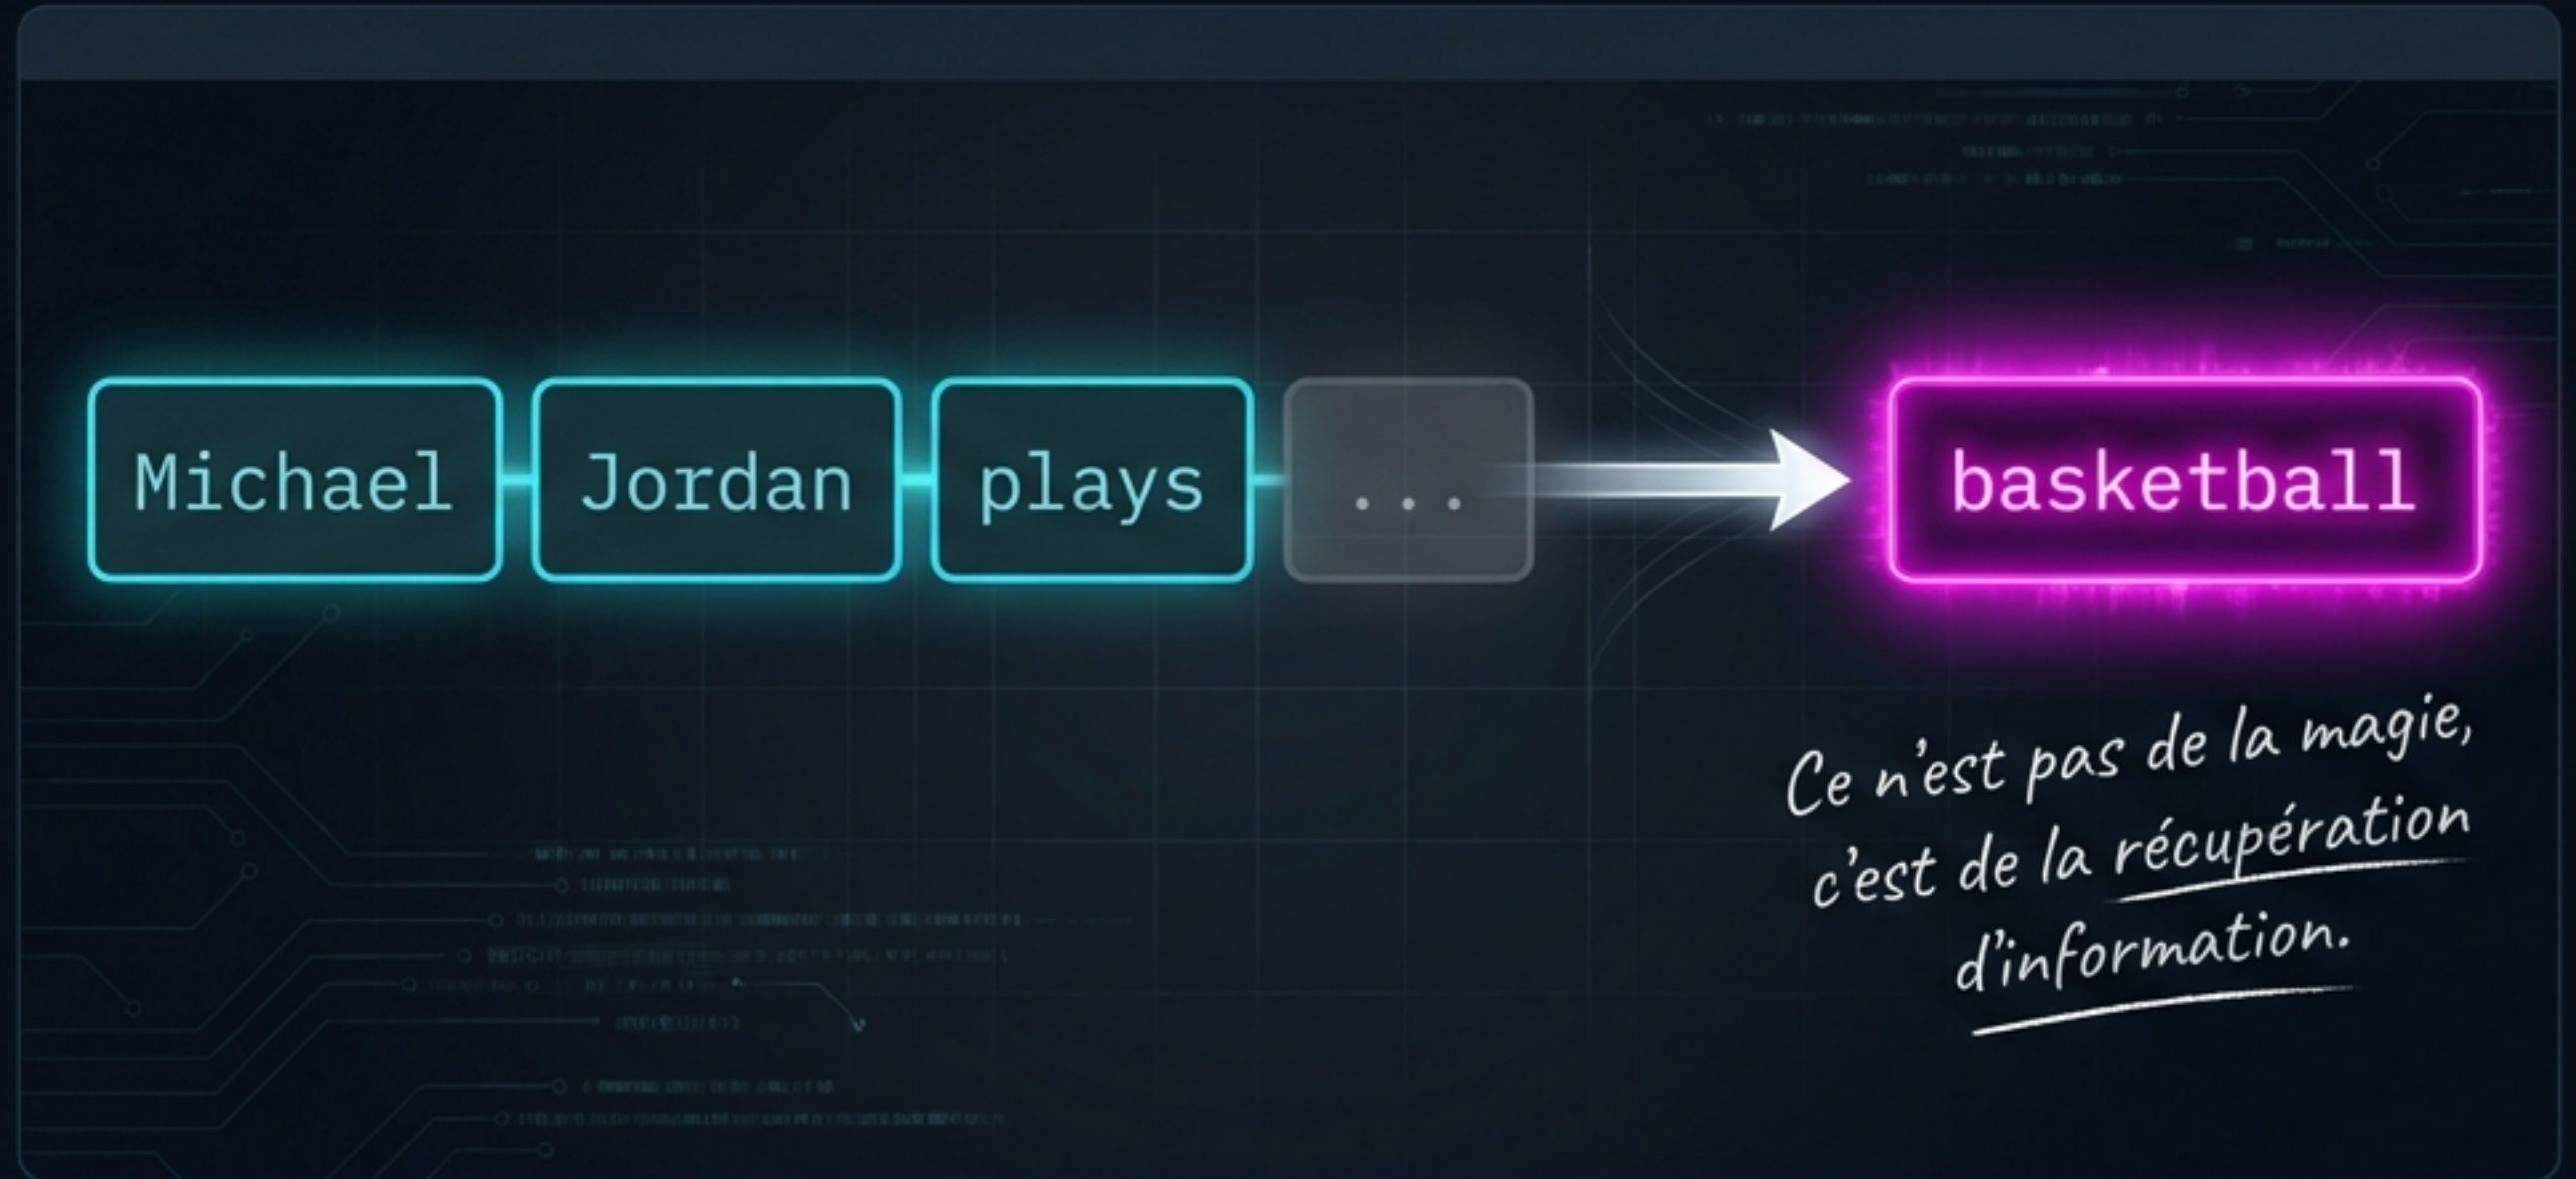 Michael Jordan plays ... basketball
Ce n'est pas de la magie,
c'est de la récupération
d'information.